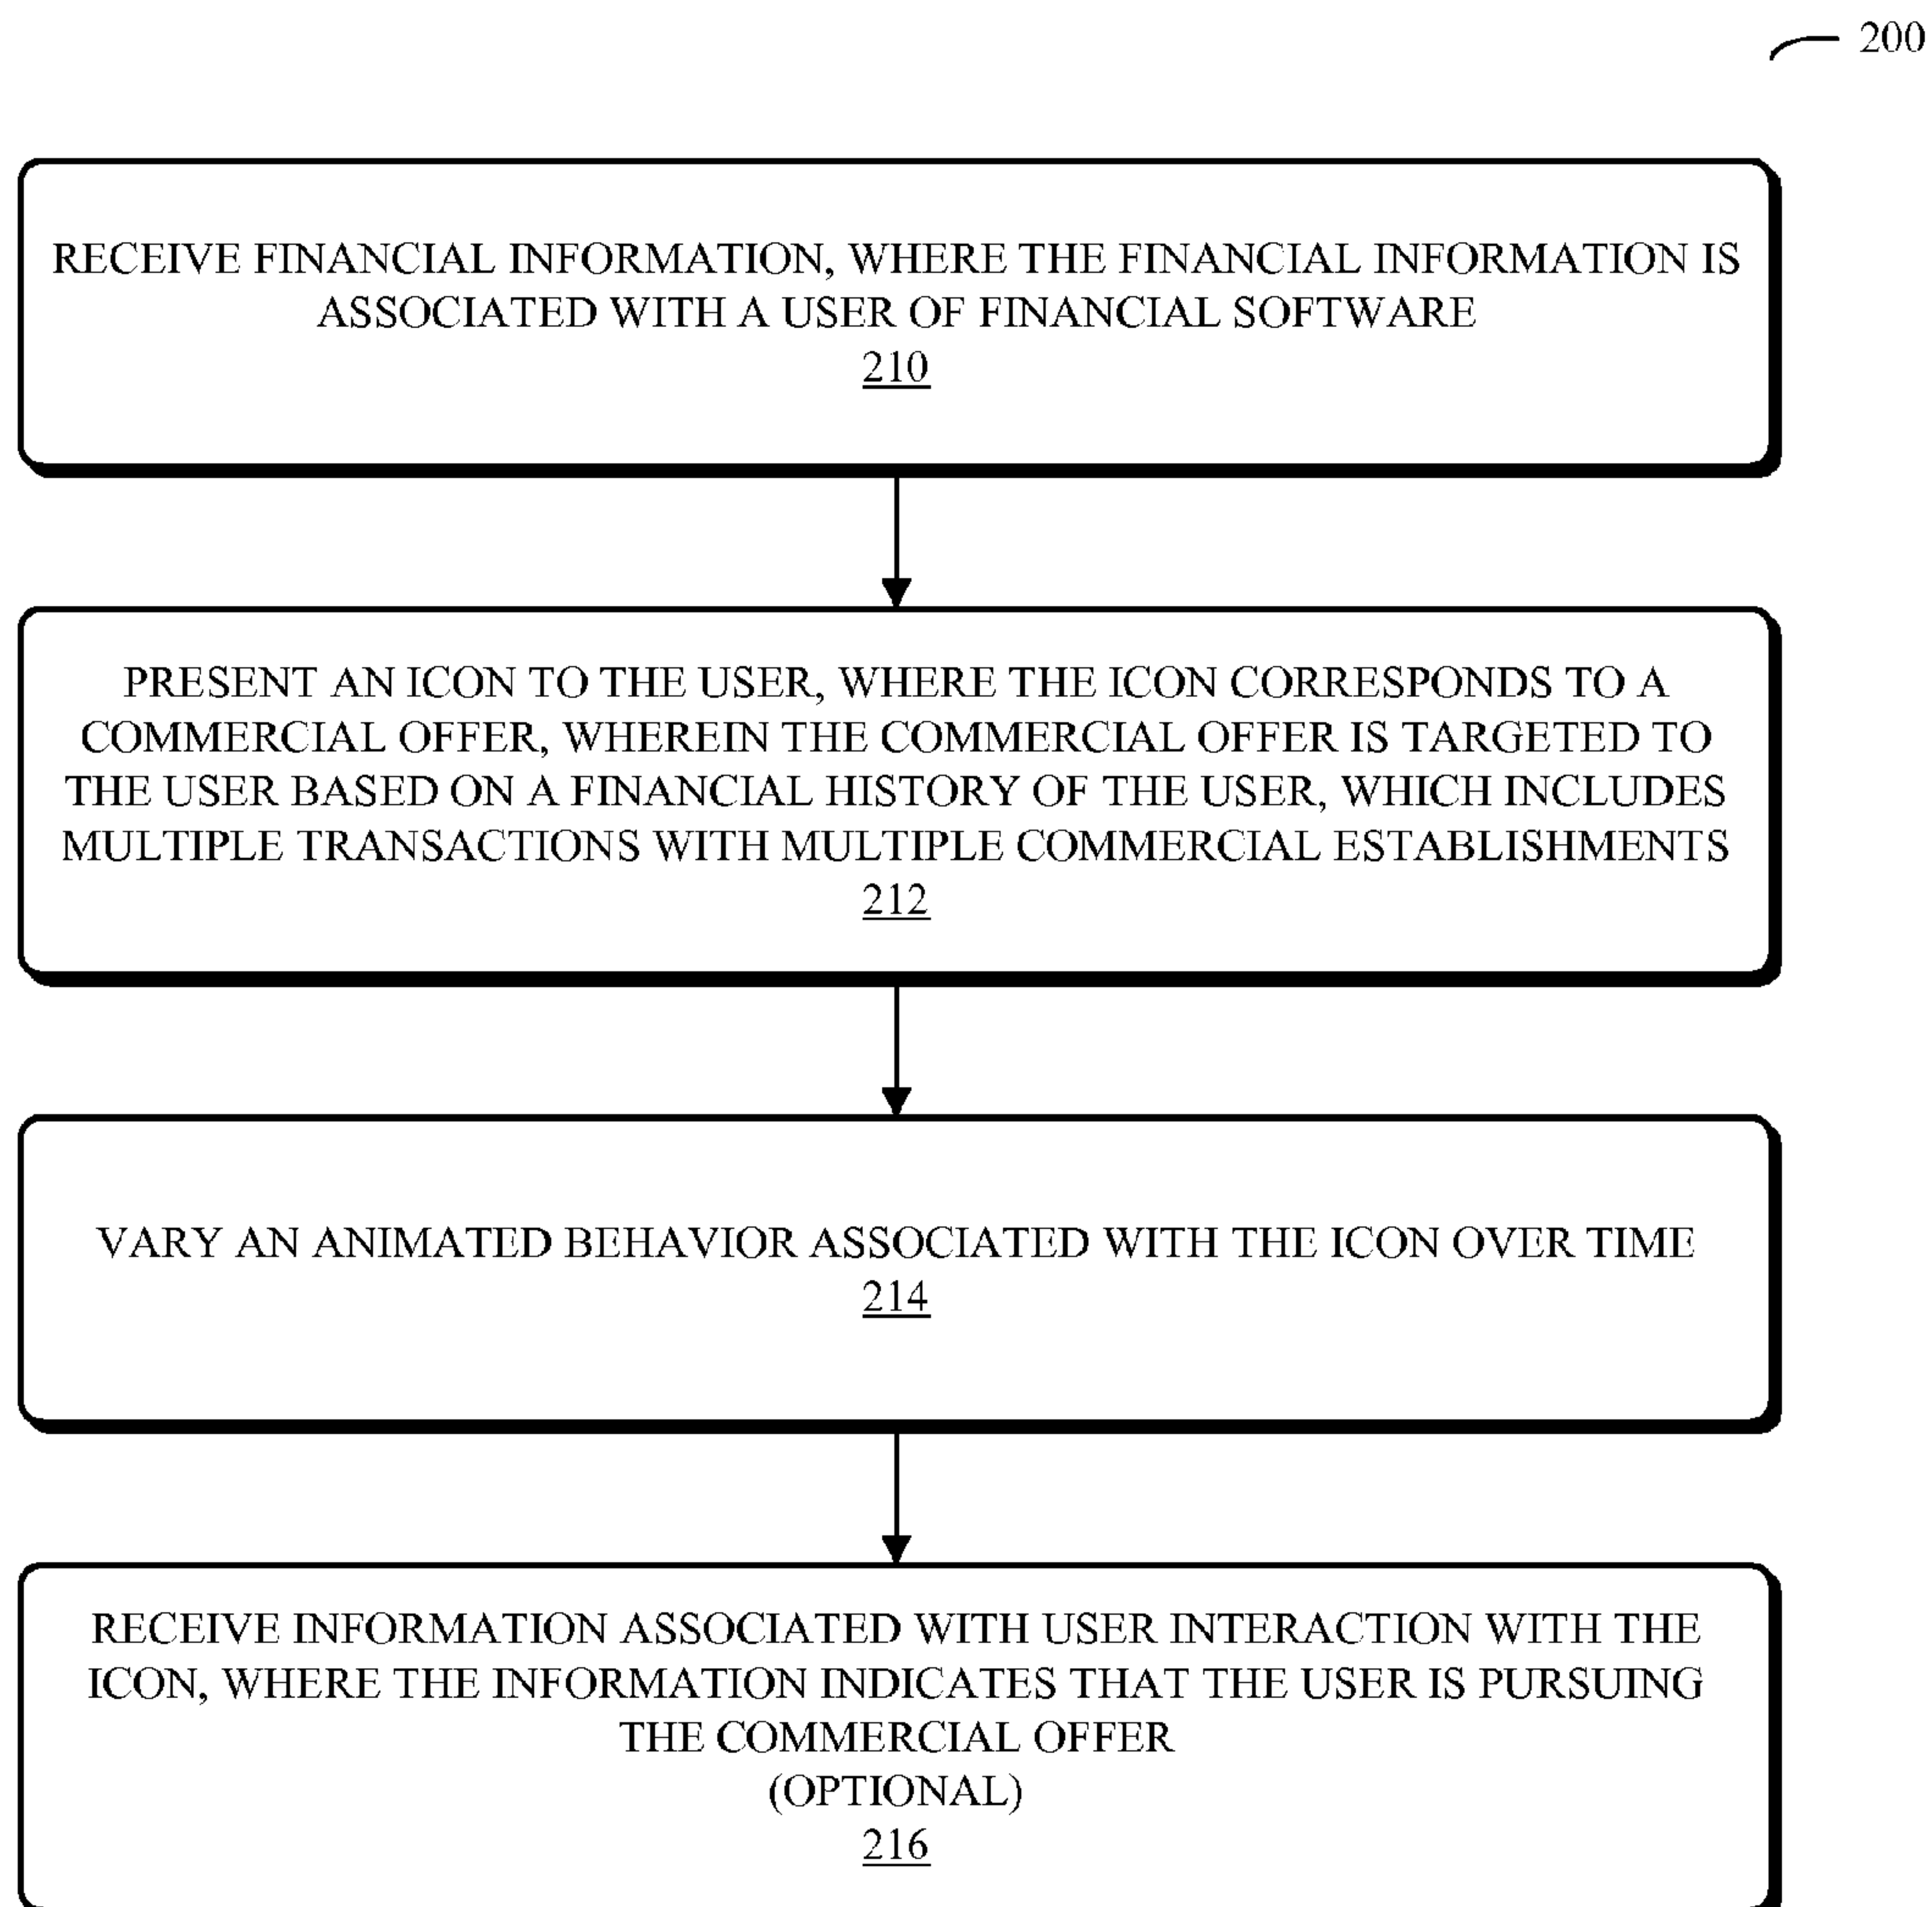 200
RECEIVE FINANCIAL INFORMATION, WHERE THE FINANCIAL INFORMATION IS
ASSOCIATED WITH A USER OF FINANCIAL SOFTWARE
210
PRESENT AN ICON TO THE USER, WHERE THE ICON CORRESPONDS TO A
COMMERCIAL OFFER, WHEREIN THE COMMERCIAL OFFER IS TARGETED TO
THE USER BASED ON A FINANCIAL HISTORY OF THE USER, WHICH INCLUDES
MULTIPLE TRANSACTIONS WITH MULTIPLE COMMERCIAL ESTABLISHMENTS
212
VARY AN ANIMATED BEHAVIOR ASSOCIATED WITH THE ICON OVER TIME
214
RECEIVE INFORMATION ASSOCIATED WITH USER INTERACTION WITH THE
ICON, WHERE THE INFORMATION INDICATES THAT THE USER IS PURSUING
THE COMMERCIAL OFFER
(OPTIONAL)
216